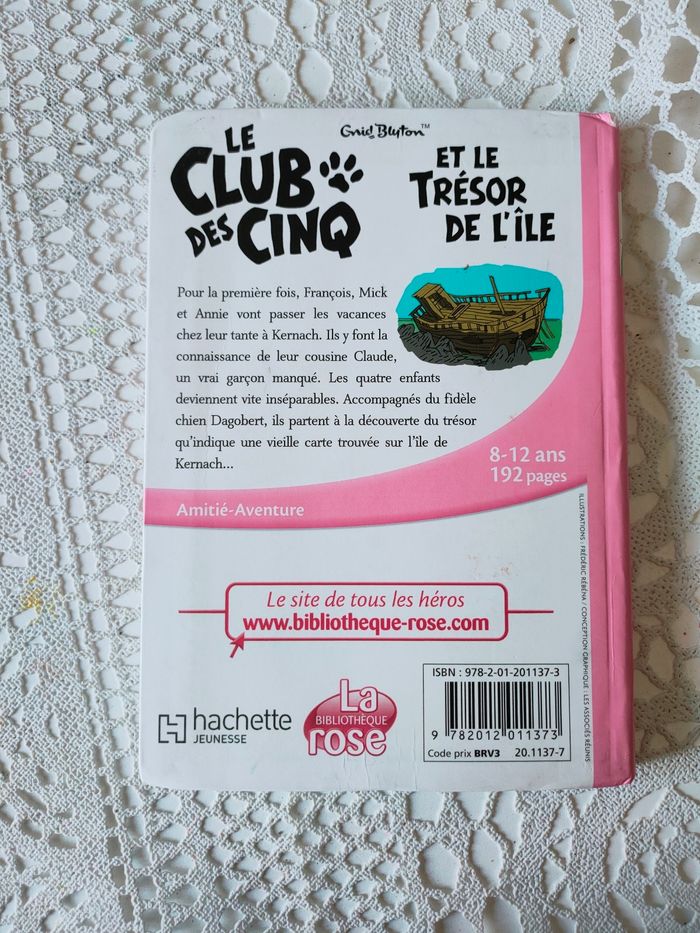 Enid Blyton™
LE
CLUB
DES CINQ
ET LE
TRÉSOR
DE L'ÎLE
Pour la première fois, François, Mick
et Annie vont passer les vacances
chez leur tante à Kernach. Ils y font la
connaissance de leur cousine Claude,
un vrai garçon manqué. Les quatre enfants
deviennent vite inséparables. Accompagnés du fidèle
chien Dagobert, ils partent à la découverte du trésor
qu'indique une vieille carte trouvée sur l'île de
Kernach...
8-12 ans
192 pages
Amitié-Aventure
ILLUSTRATIONS : FRÉDÉRIC RÉBÉNA / CONCEPTION GRAPHIQUE : LES ASSOCIÉS RÉUNIS
Le site de tous les héros
www.bibliotheque-rose.com
hachette
JEUNESSE
La
BIBLIOTHÈQUE
rose
ISBN : 978-2-01-201137-3
9 782012 011373
Code prix BRV3 20.1137-7